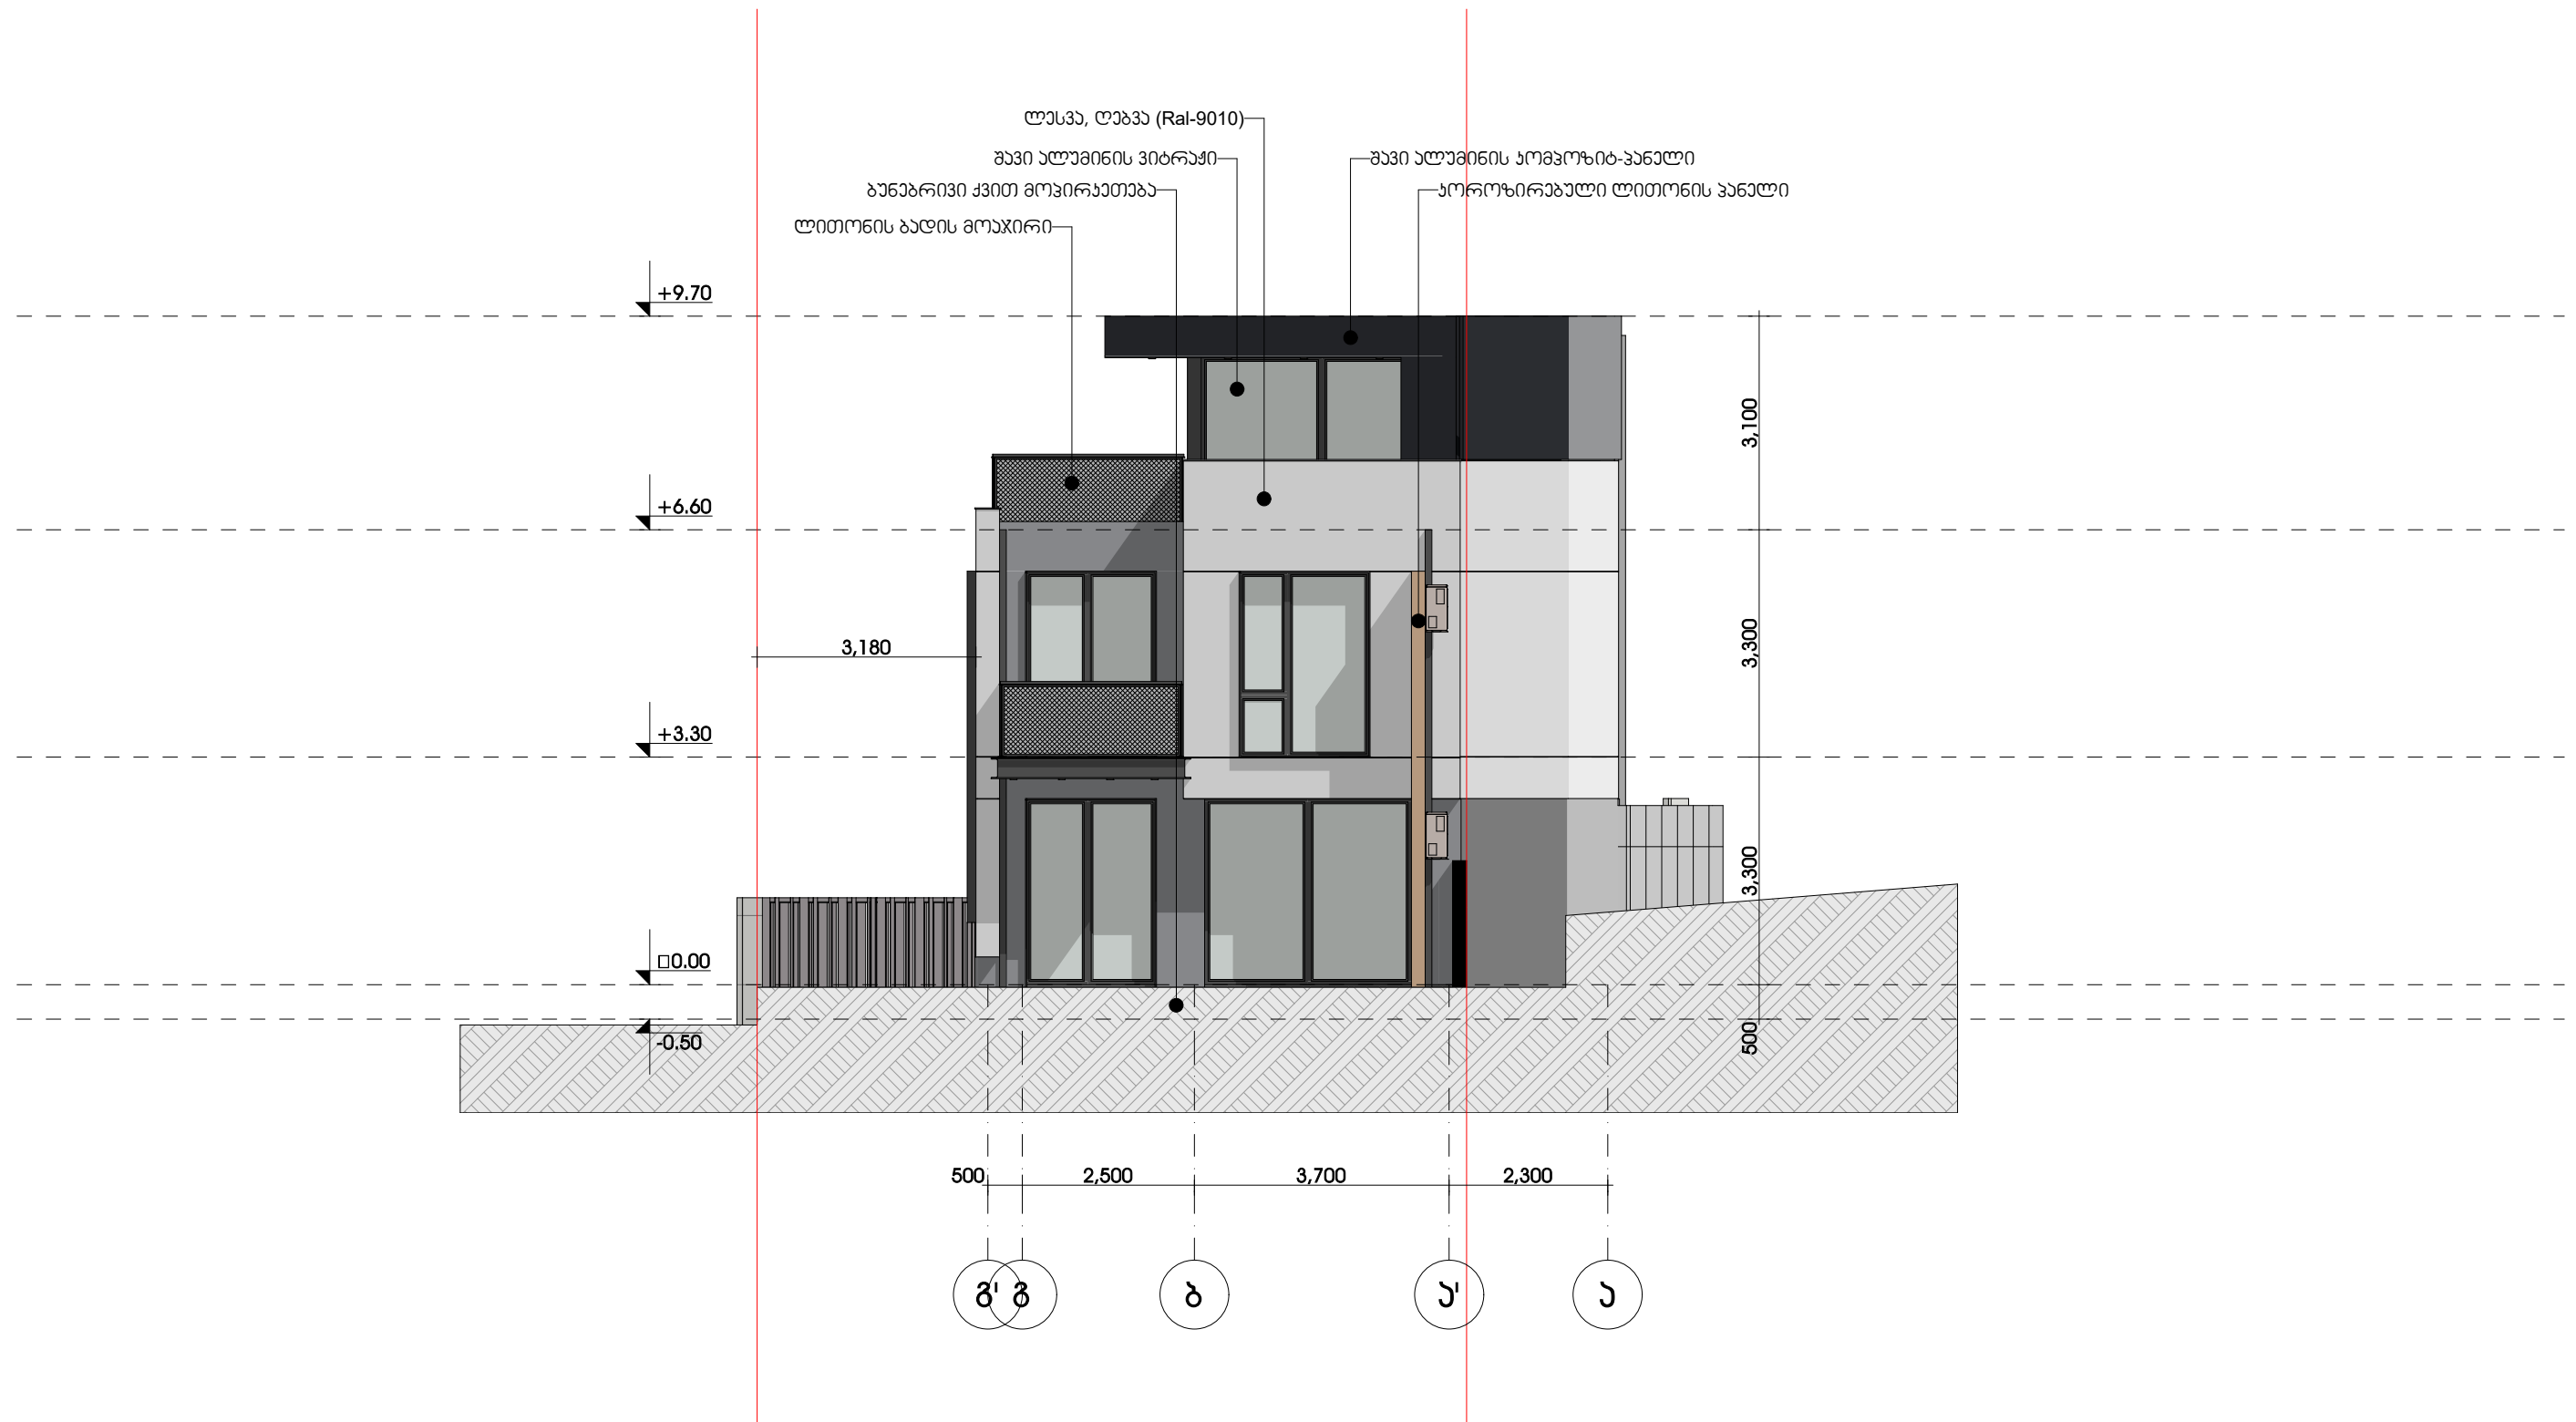 ლესვა, ღებვა (Ral-9010)
შავი ალუმინის ვიტრაჟი
შავი ალუმინის კომპოზიტ-პანელი
ბუნებრივი ქვით მოპირკეთება
კოროზირებული ლითონის პანელი
ლითონის ბადის მოაჯირი
+9.70
3,100
+6.60
3,300
3,180
+3.30
3,300
□0.00
-0.50
500
500
2,500
3,700
2,300
გ'
გ
ბ
ა'
ა